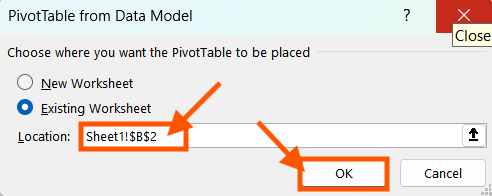 PivotTable from Data Model ?
Close
Choose where you want the PivotTable to be placed
New Worksheet
Existing Worksheet
Location: Sheet1!$B$2
OK Cancel